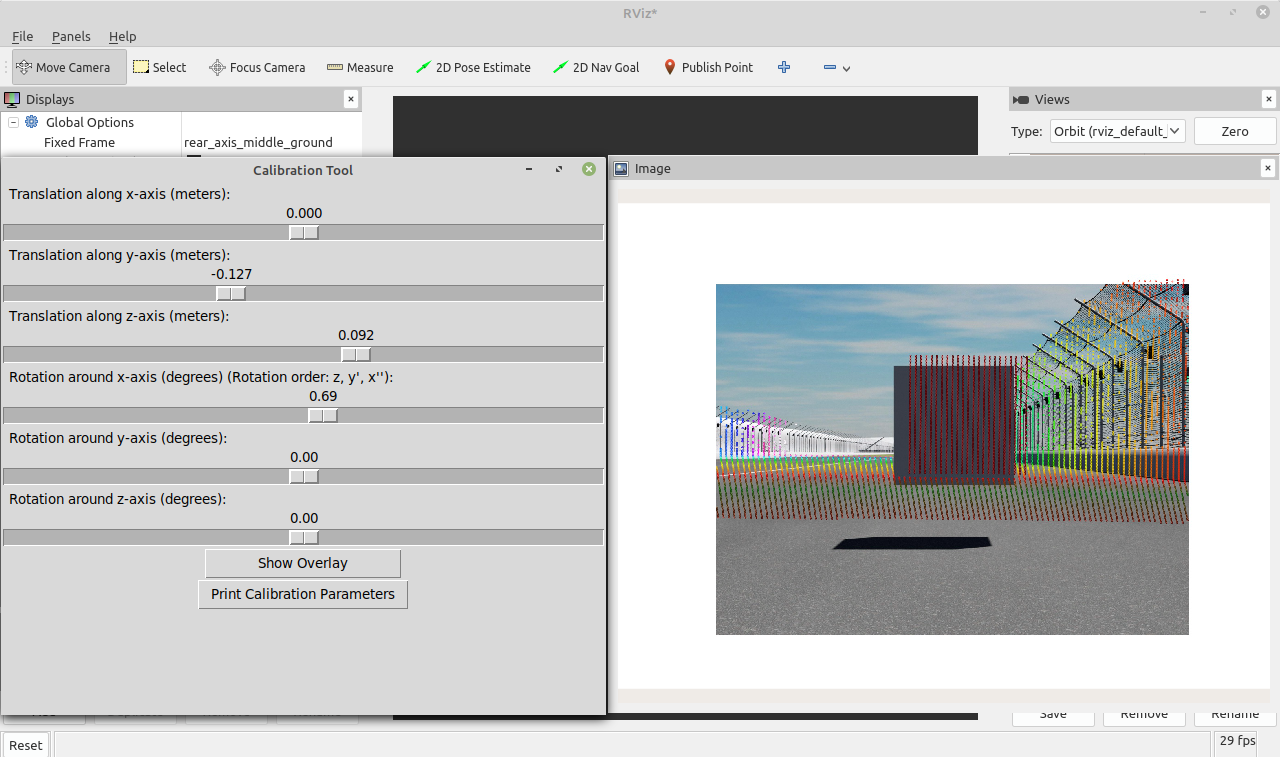 RViz*
File Panels Help
Move Camera Select Focus Camera Measure 2D Pose Estimate 2D Nav Goal Publish Point
Displays
Global Options
Fixed Frame rear_axis_middle_ground
Views
Type: Orbit (rviz_default_ Zero
Calibration Tool
Translation along x-axis (meters):
0.000
Translation along y-axis (meters):
-0.127
Translation along z-axis (meters):
0.092
Rotation around x-axis (degrees) (Rotation order: z, y', x''):
0.69
Rotation around y-axis (degrees):
0.00
Rotation around z-axis (degrees):
0.00
Show Overlay
Print Calibration Parameters
Image
Save Remove Rename
Reset
29 fps